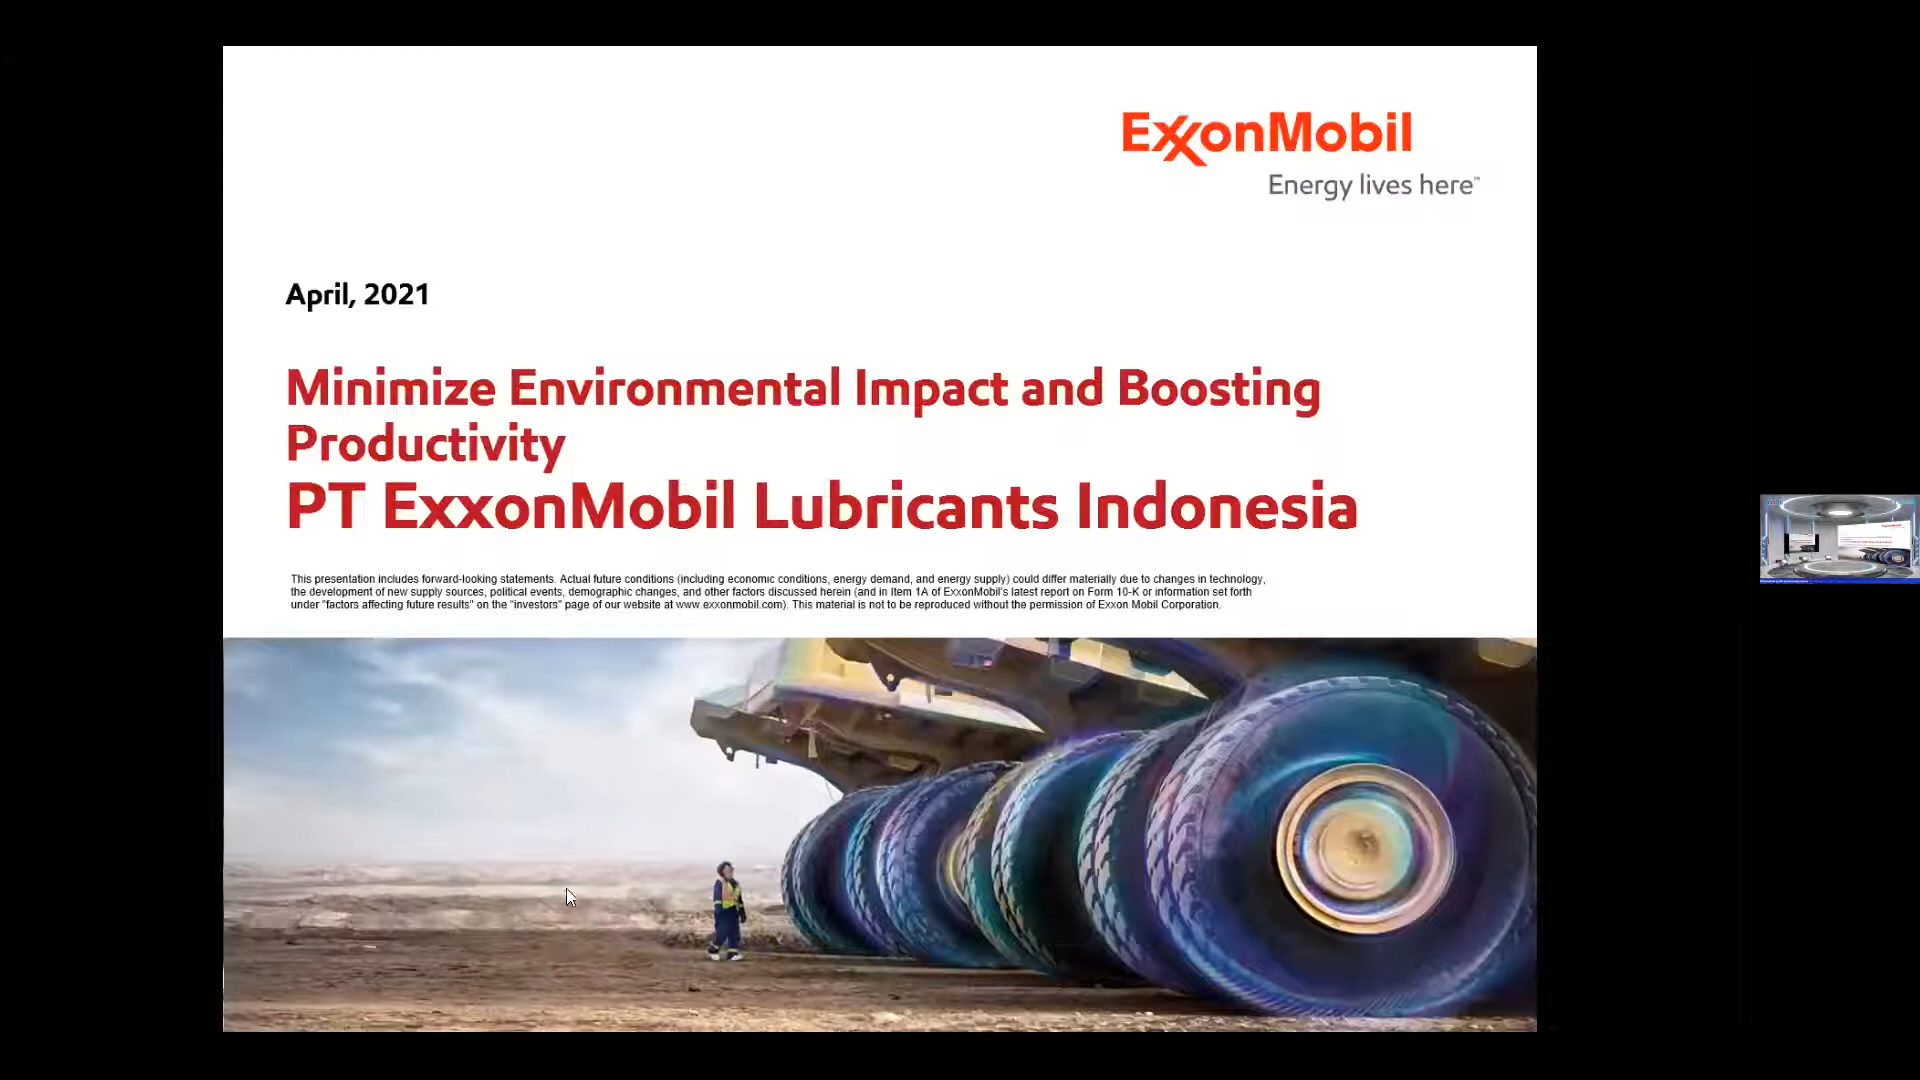 ExxonMobil
Energy lives here™
April, 2021
Minimize Environmental Impact and Boosting
Productivity
PT ExxonMobil Lubricants Indonesia
This presentation includes forward-looking statements. Actual future conditions (including economic conditions, energy demand, and energy supply) could differ materially due to changes in technology,
the development of new supply sources, political events, demographic changes, and other factors discussed herein (and in Item 1A of ExxonMobil's latest report on Form 10-K or information set forth
under "factors affecting future results" on the "investors" page of our website at www.exxonmobil.com). This material is not to be reproduced without the permission of Exxon Mobil Corporation.